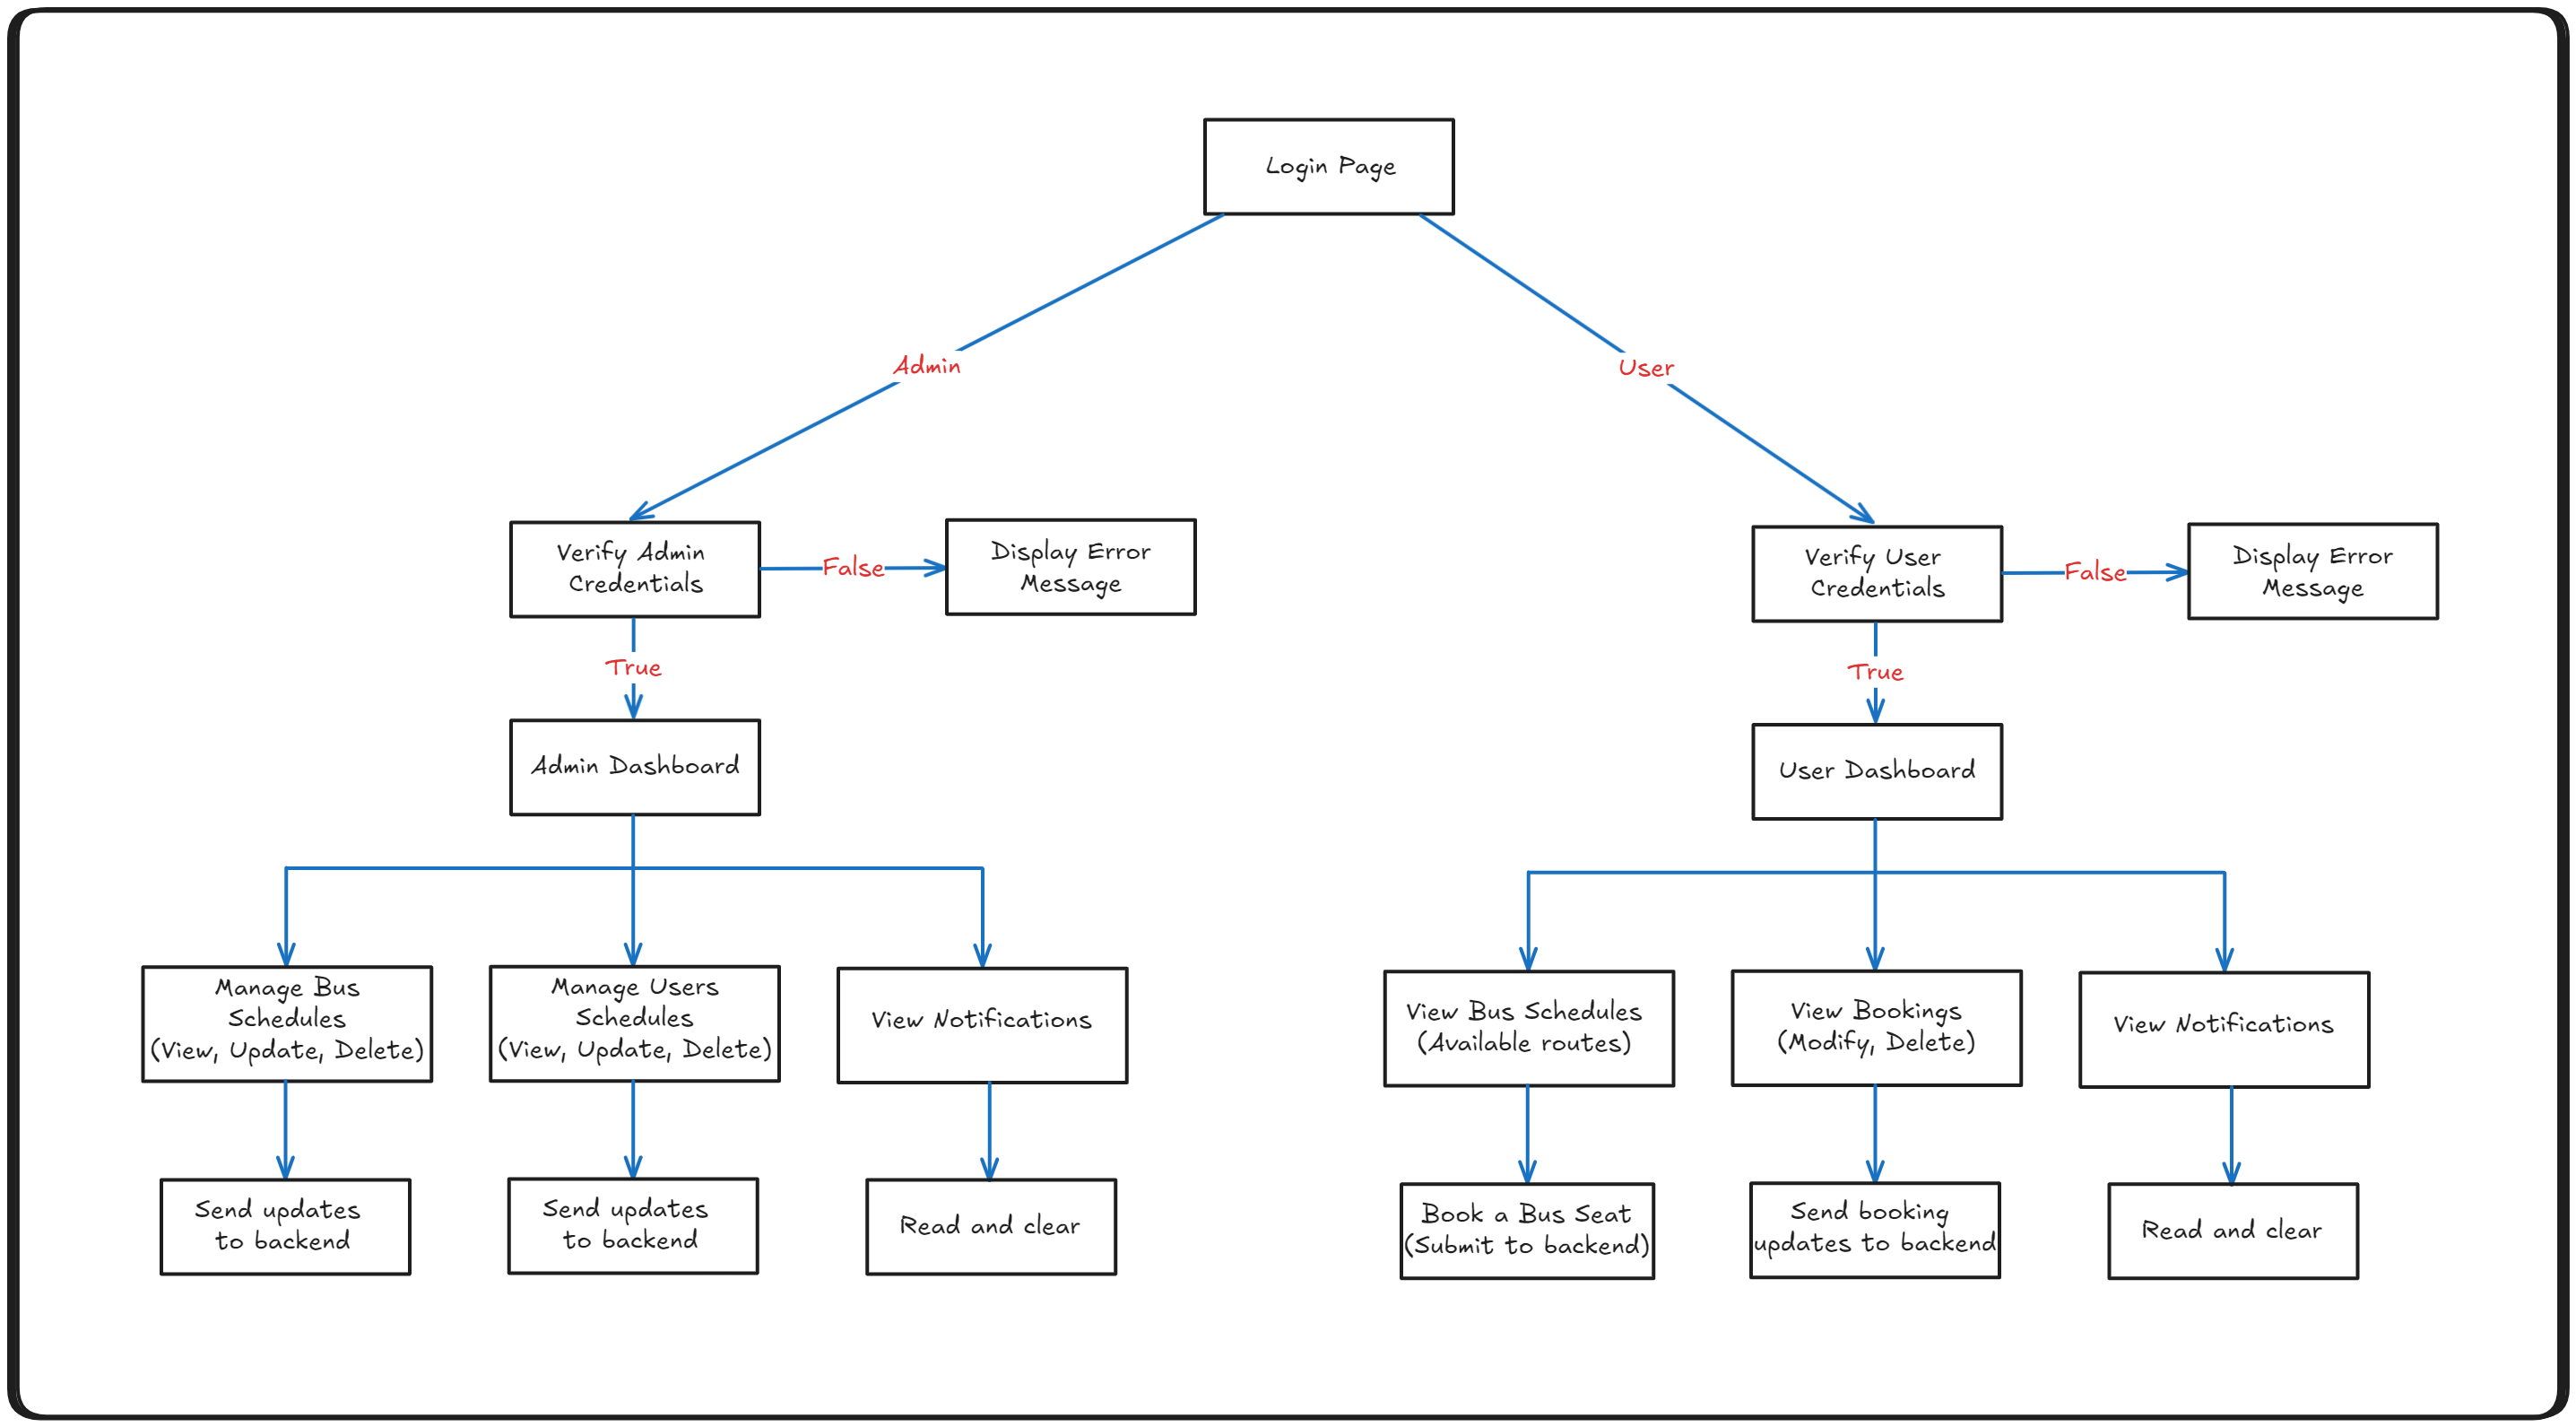 Login Page
Admin
User
Verify Admin
Credentials
False
Display Error
Message
Verify User
Credentials
False
Display Error
Message
True
True
Admin Dashboard
User Dashboard
Manage Bus
Schedules
(View, Update, Delete)
Manage Users
Schedules
(View, Update, Delete)
View Notifications
View Bus Schedules
(Available routes)
View Bookings
(Modify, Delete)
View Notifications
Send updates
to backend
Send updates
to backend
Read and clear
Book a Bus Seat
(Submit to backend)
Send booking
updates to backend
Read and clear